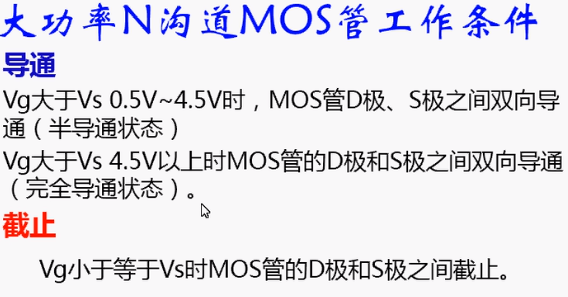 大功率N沟道MOS管工作条件
导通
Vg大于Vs 0.5V~4.5V时，MOS管D极、S极之间双向导
通（半导通状态）
Vg大于Vs 4.5V以上时MOS管的D极和S极之间双向导通
（完全导通状态）。
截止
Vg小于等于Vs时MOS管的D极和S极之间截止。